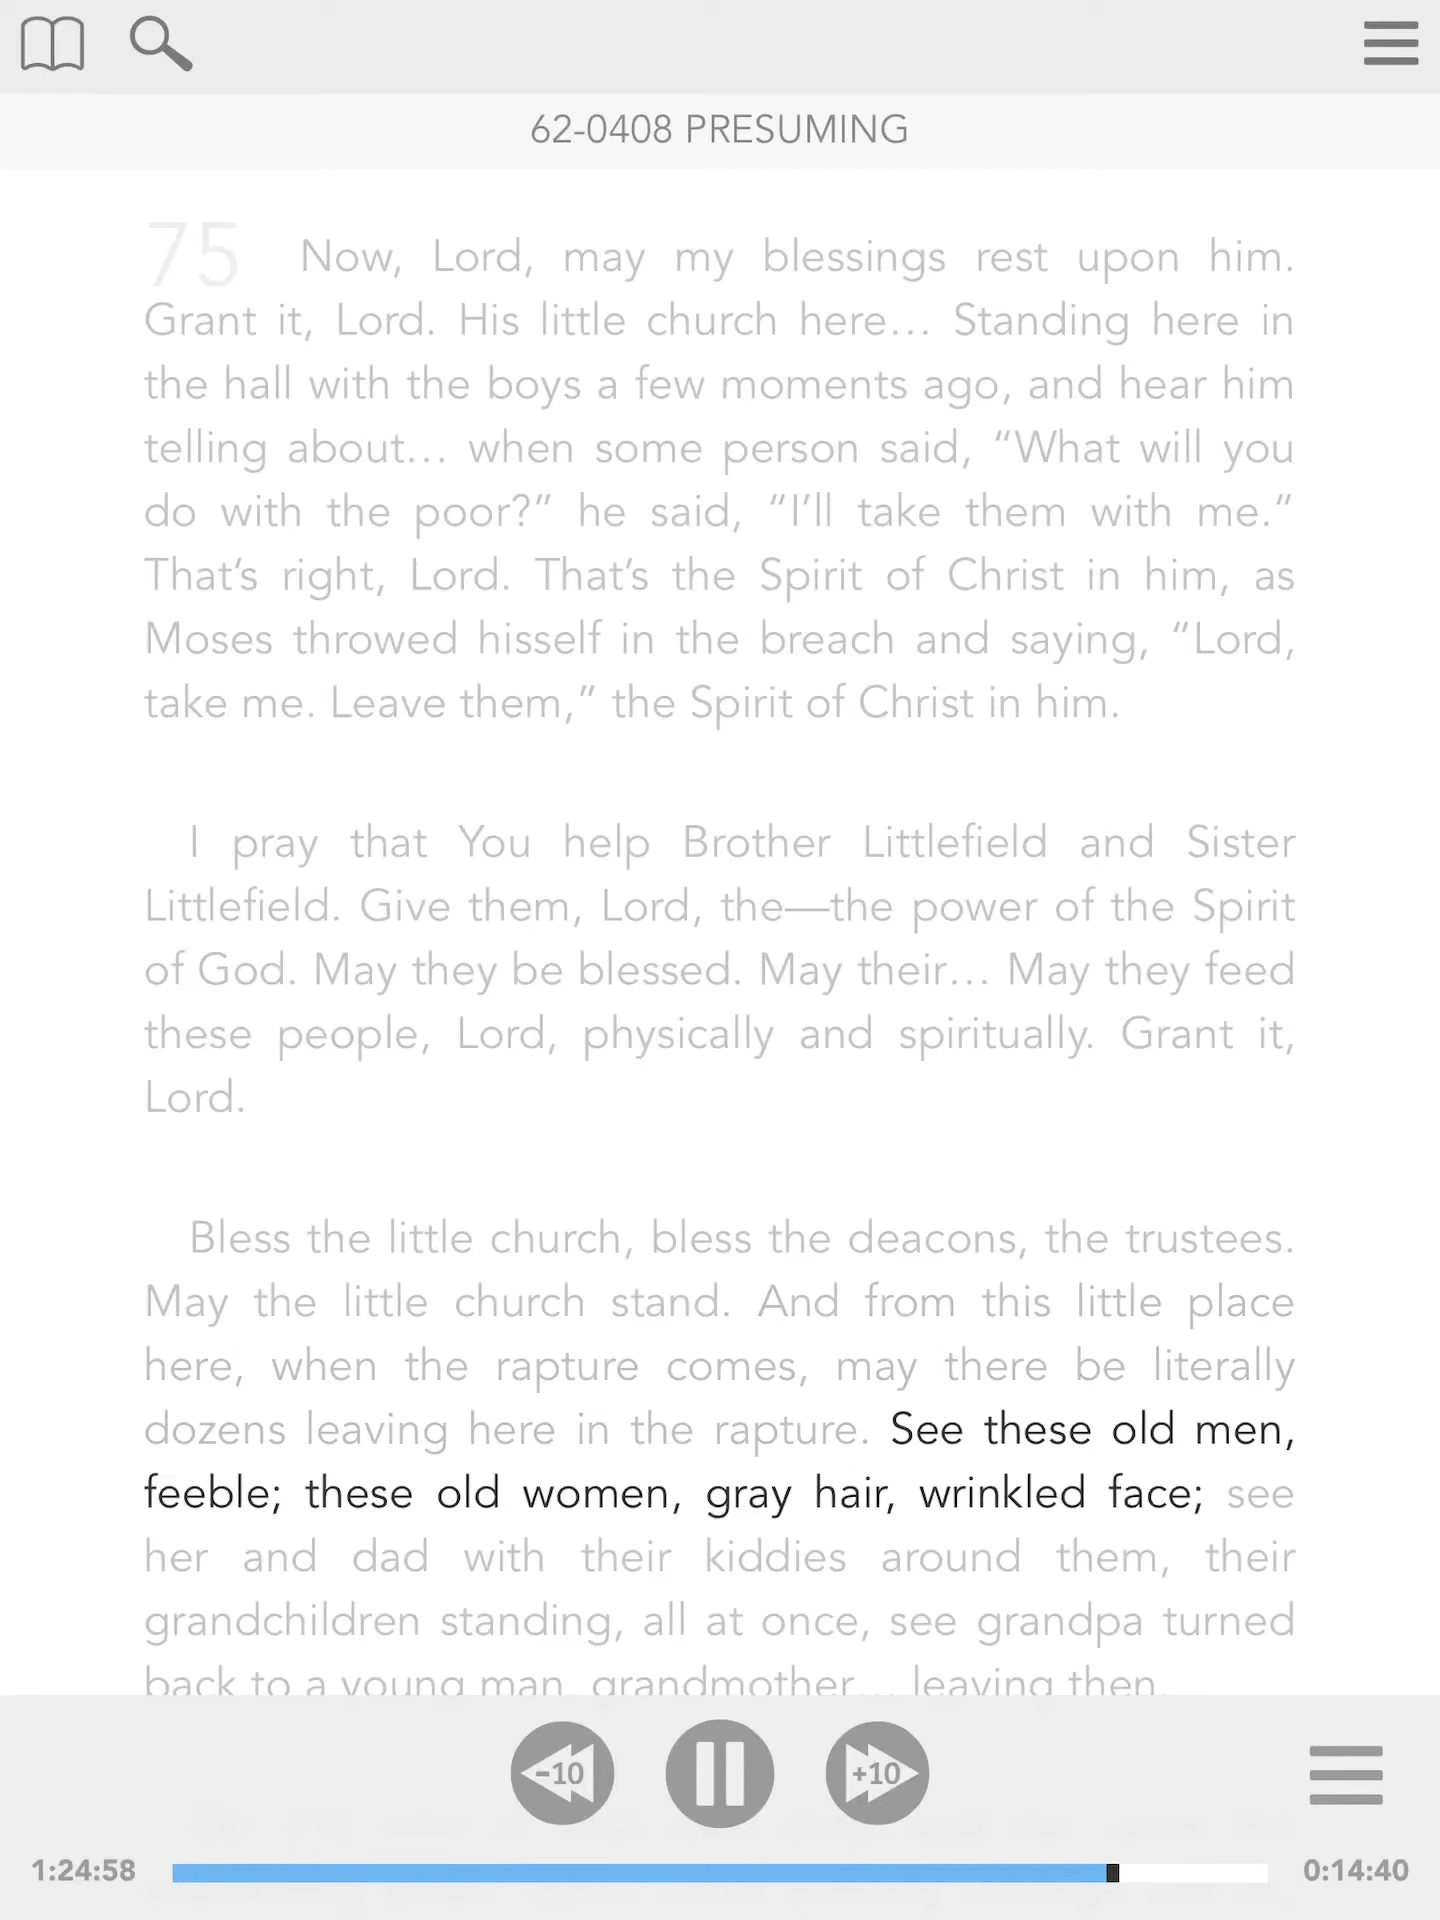 62-0408 PRESUMING
75 Now, Lord, may my blessings rest upon him.
Grant it, Lord. His little church here… Standing here in
the hall with the boys a few moments ago, and hear him
telling about… when some person said, “What will you
do with the poor?” he said, “I’ll take them with me.”
That’s right, Lord. That’s the Spirit of Christ in him, as
Moses throwed hisself in the breach and saying, “Lord,
take me. Leave them,” the Spirit of Christ in him.
I pray that You help Brother Littlefield and Sister
Littlefield. Give them, Lord, the—the power of the Spirit
of God. May they be blessed. May their… May they feed
these people, Lord, physically and spiritually. Grant it,
Lord.
Bless the little church, bless the deacons, the trustees.
May the little church stand. And from this little place
here, when the rapture comes, may there be literally
dozens leaving here in the rapture. See these old men,
feeble; these old women, gray hair, wrinkled face; see
her and dad with their kiddies around them, their
grandchildren standing, all at once, see grandpa turned
back to a young man, grandmother… leaving then.
-10 +10
1:24:58 0:14:40